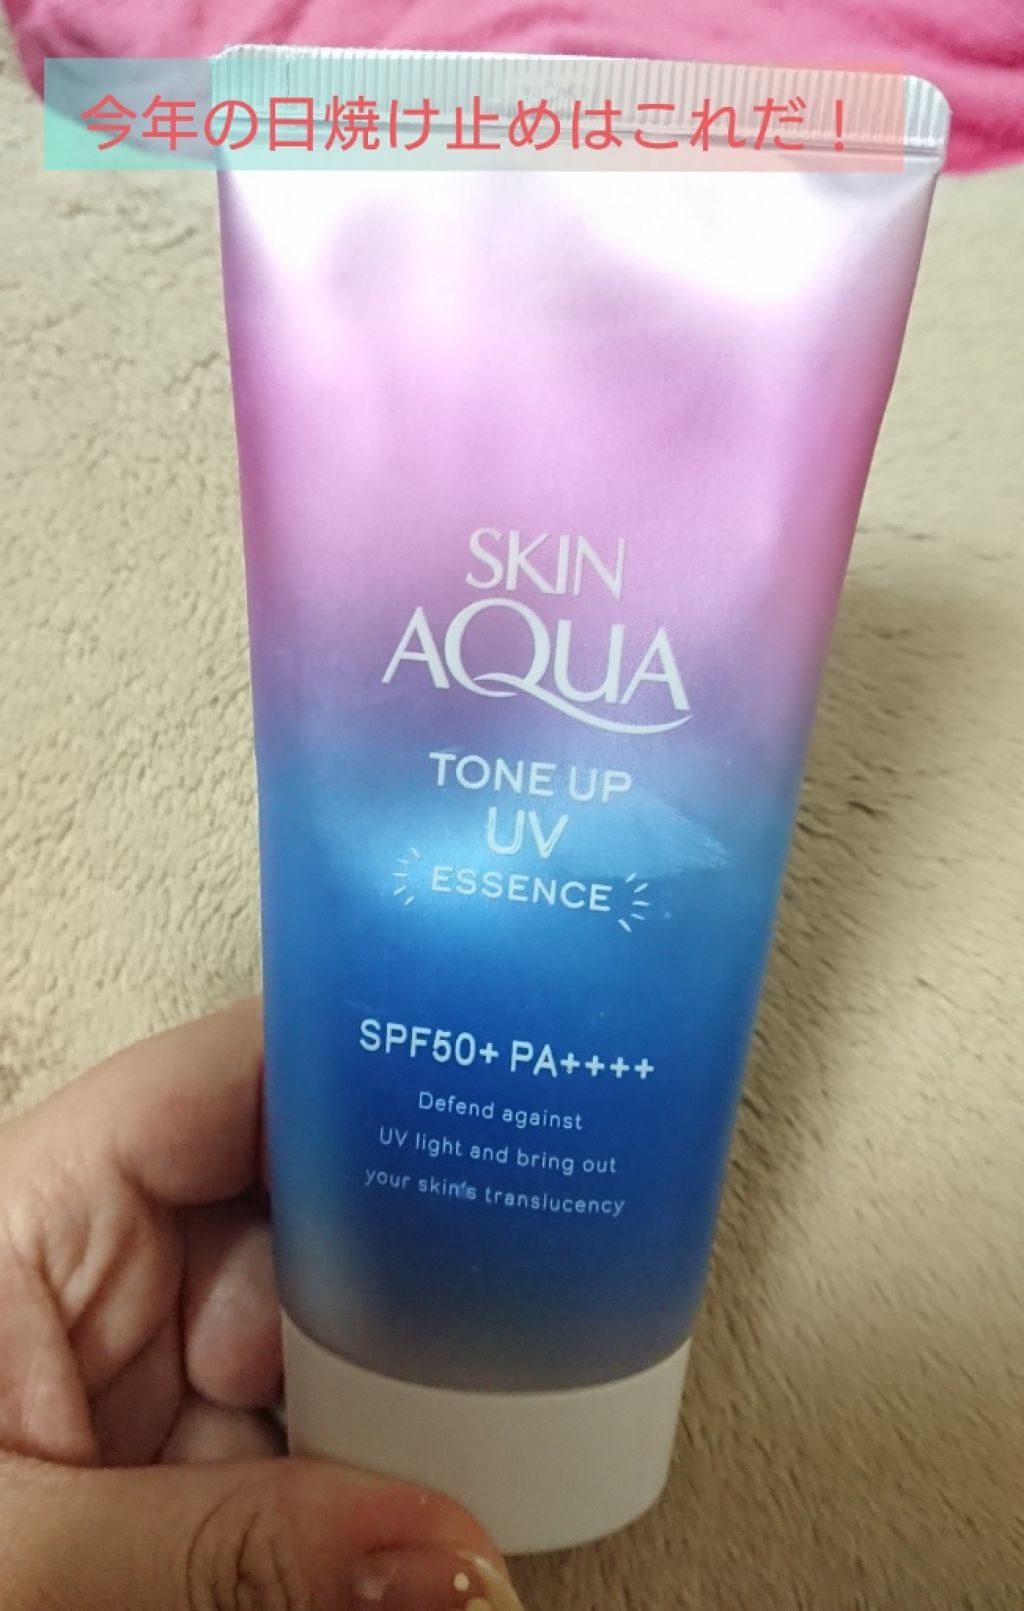 今年の日焼け止めはこれだ！
SKIN
AQUA
TONE UP
UV
ESSENCE
SPF50+ PA++++
Defend against
UV light and bring out
your skin's translucency